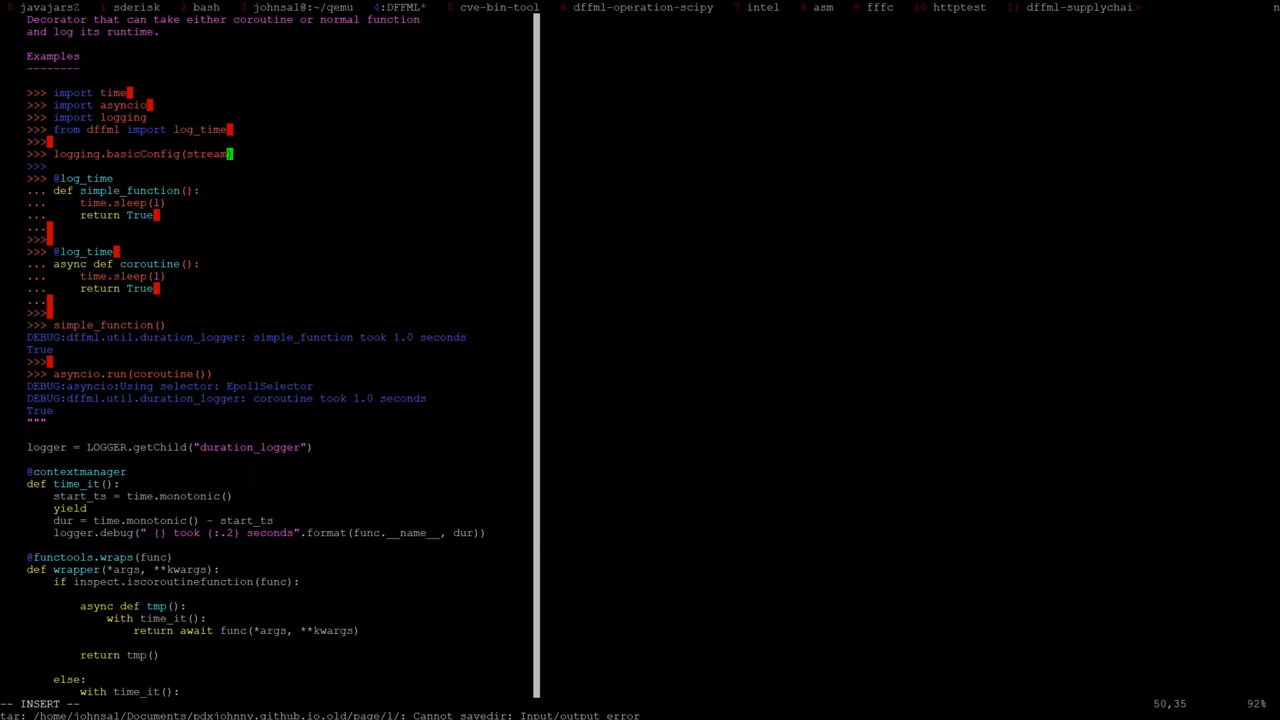 0 javajarsZ 1 sderisk 2 bash 3 johnsal@:~/qemu 4:DFFML* 5 cve-bin-tool 6 dffml-operation-scipy 7 intel 8 asm 9 fffc 10 httptest 11 dffml-supplychai>
Decorator that can take either coroutine or normal function
and log its runtime.
Examples
--------
>>> import time
>>> import asyncio
>>> import logging
>>> from dffml import log_time
>>>
>>> logging.basicConfig(stream)
>>>
>>> @log_time
... def simple_function():
...     time.sleep(1)
...     return True
...
>>>
>>> @log_time
... async def coroutine():
...     time.sleep(1)
...     return True
...
>>>
>>> simple_function()
DEBUG:dffml.util.duration_logger: simple_function took 1.0 seconds
True
>>>
>>> asyncio.run(coroutine())
DEBUG:asyncio:Using selector: EpollSelector
DEBUG:dffml.util.duration_logger: coroutine took 1.0 seconds
True
"""
logger = LOGGER.getChild("duration_logger")
@contextmanager
def time_it():
    start_ts = time.monotonic()
    yield
    dur = time.monotonic() - start_ts
    logger.debug(" {} took {:.2} seconds".format(func.__name__, dur))
@functools.wraps(func)
def wrapper(*args, **kwargs):
    if inspect.iscoroutinefunction(func):
        async def tmp():
            with time_it():
                return await func(*args, **kwargs)
        return tmp()
    else:
        with time_it():
-- INSERT -- 50,35 92%
tar: /home/johnsal/Documents/pdxjohnny.github.io.old/page/1/: Cannot savedir: Input/output error